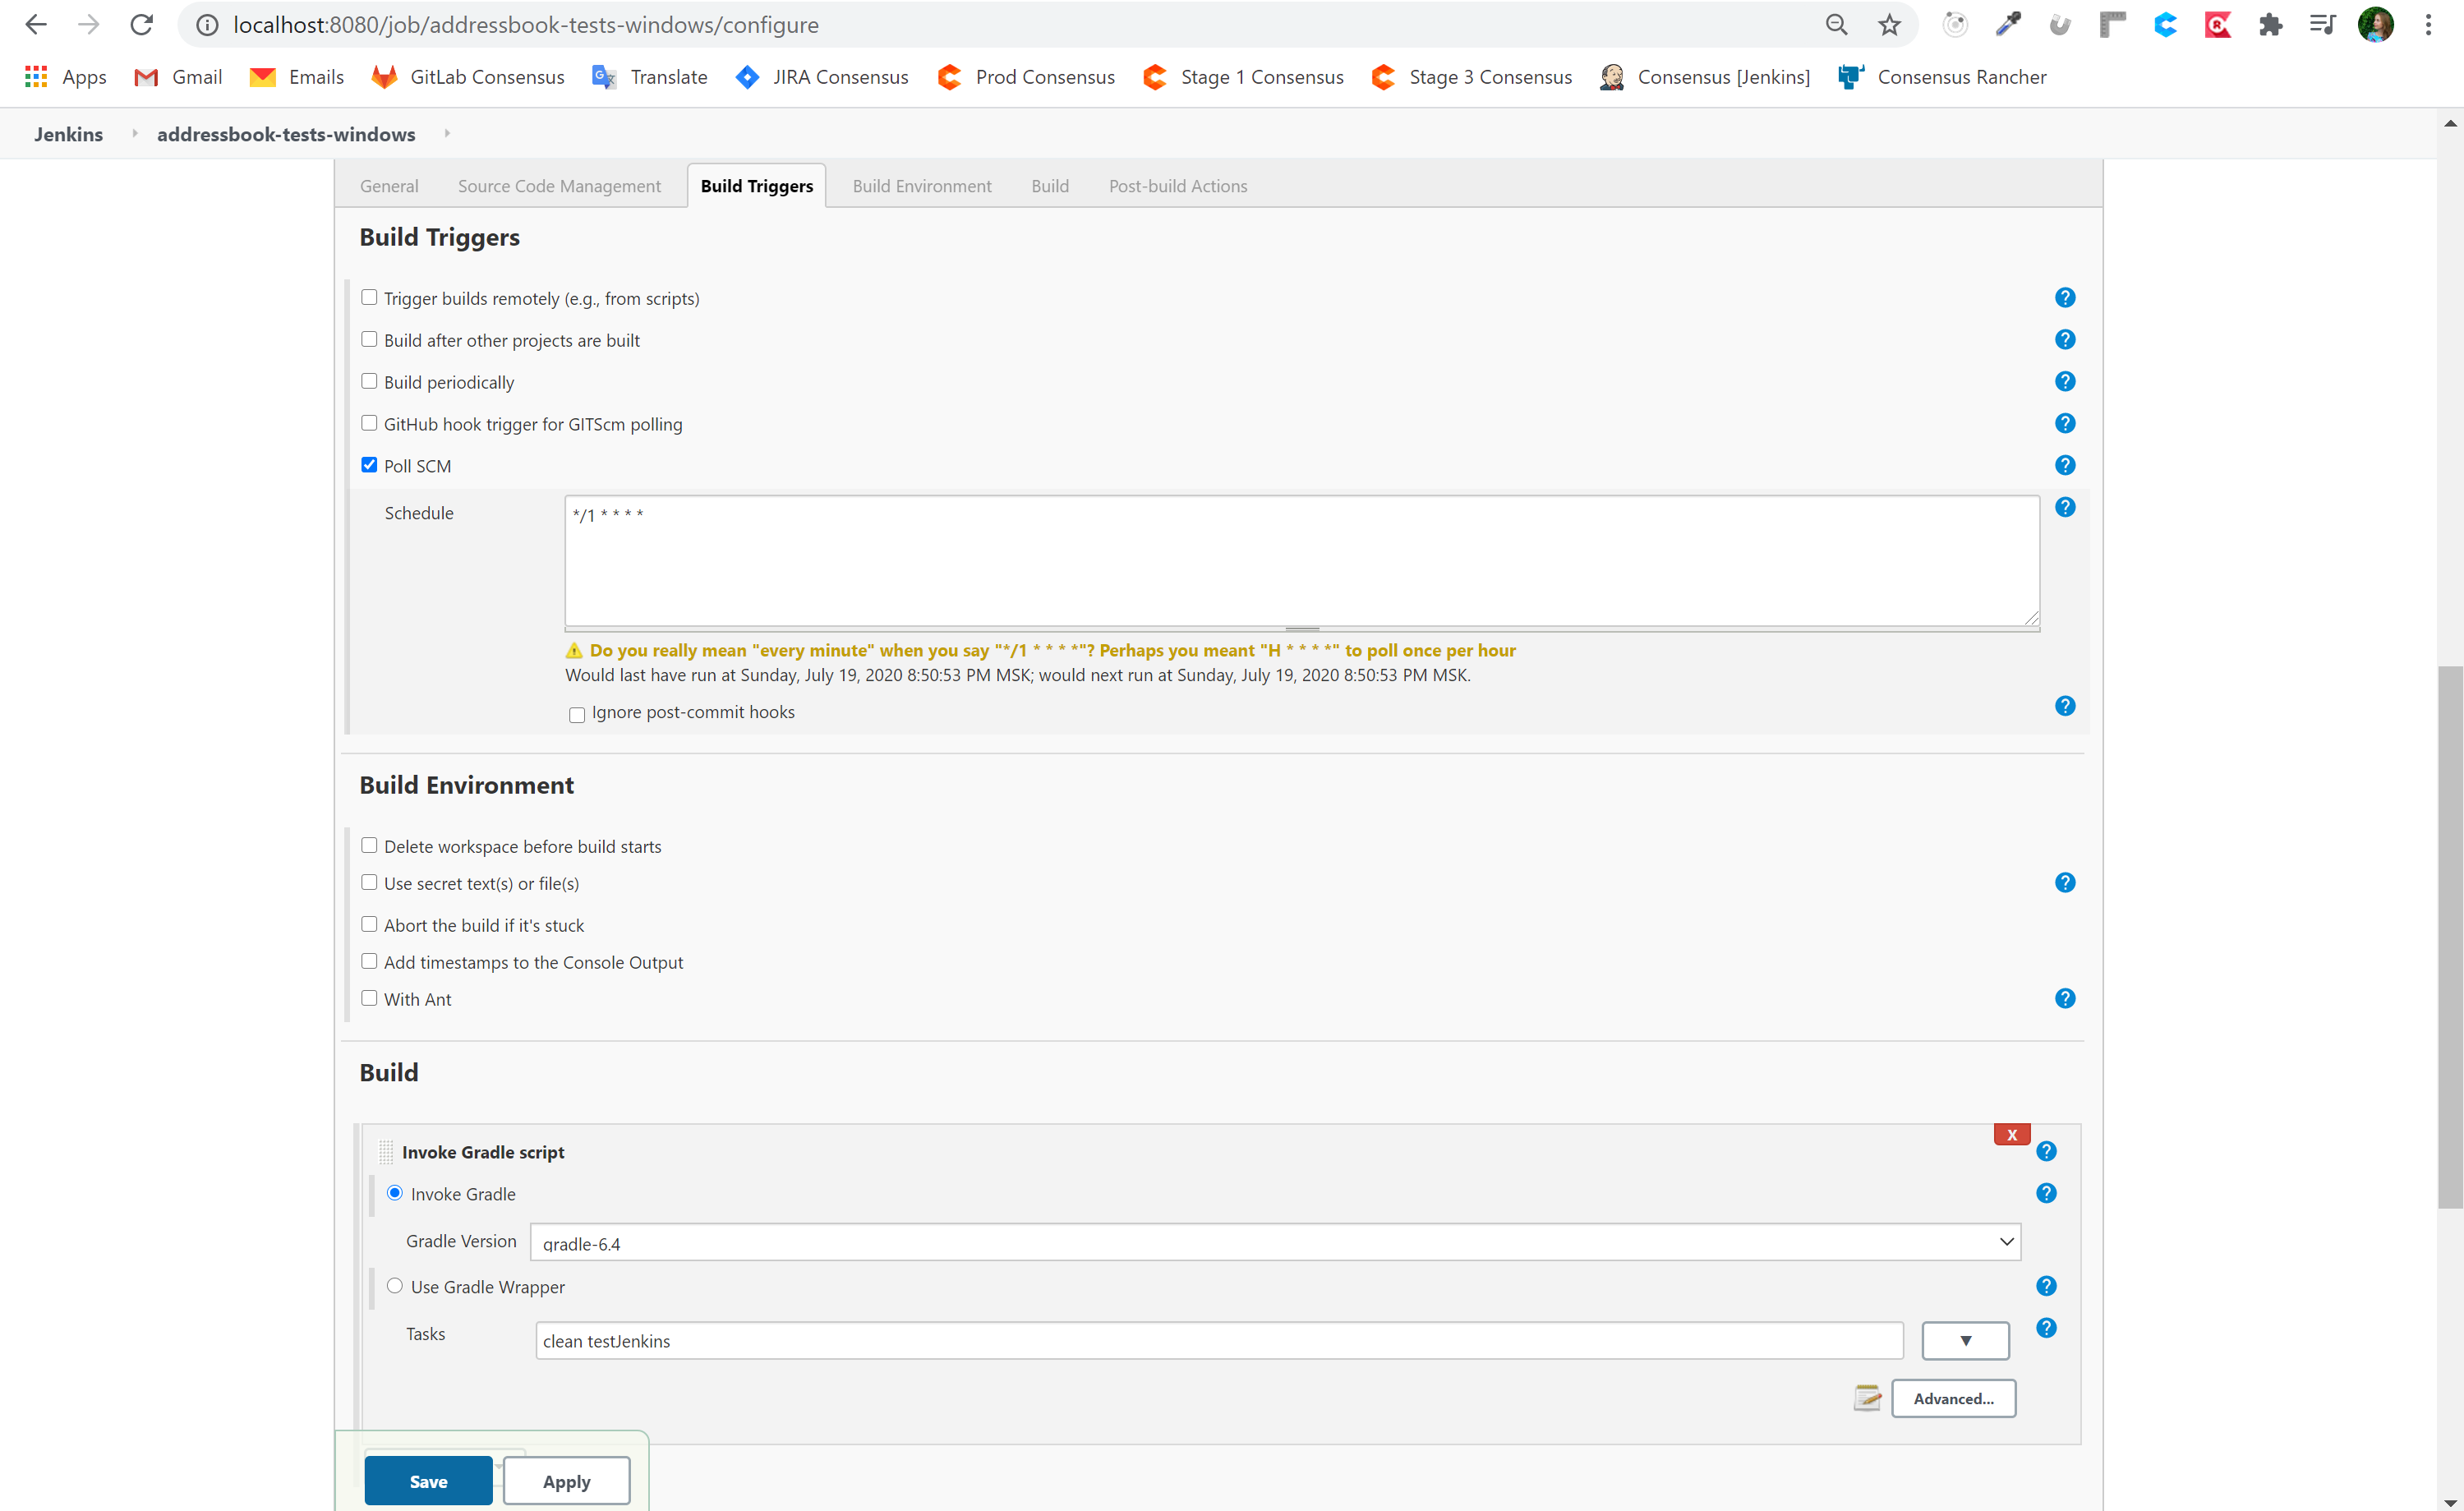 localhost:8080/job/addressbook-tests-windows/configure
Apps Gmail Emails GitLab Consensus Translate JIRA Consensus Prod Consensus Stage 1 Consensus Stage 3 Consensus Consensus [Jenkins] Consensus Rancher
Jenkins addressbook-tests-windows
General Source Code Management Build Triggers Build Environment Build Post-build Actions
Build Triggers
Trigger builds remotely (e.g., from scripts)
Build after other projects are built
Build periodically
GitHub hook trigger for GITScm polling
Poll SCM
Schedule
*/1 * * * *
Do you really mean "every minute" when you say "*/1 * * * *"? Perhaps you meant "H * * * *" to poll once per hour
Would last have run at Sunday, July 19, 2020 8:50:53 PM MSK; would next run at Sunday, July 19, 2020 8:50:53 PM MSK.
Ignore post-commit hooks
Build Environment
Delete workspace before build starts
Use secret text(s) or file(s)
Abort the build if it's stuck
Add timestamps to the Console Output
With Ant
Build
X
Invoke Gradle script
Invoke Gradle
Gradle Version gradle-6.4
Use Gradle Wrapper
Tasks clean testJenkins
Advanced...
Save Apply